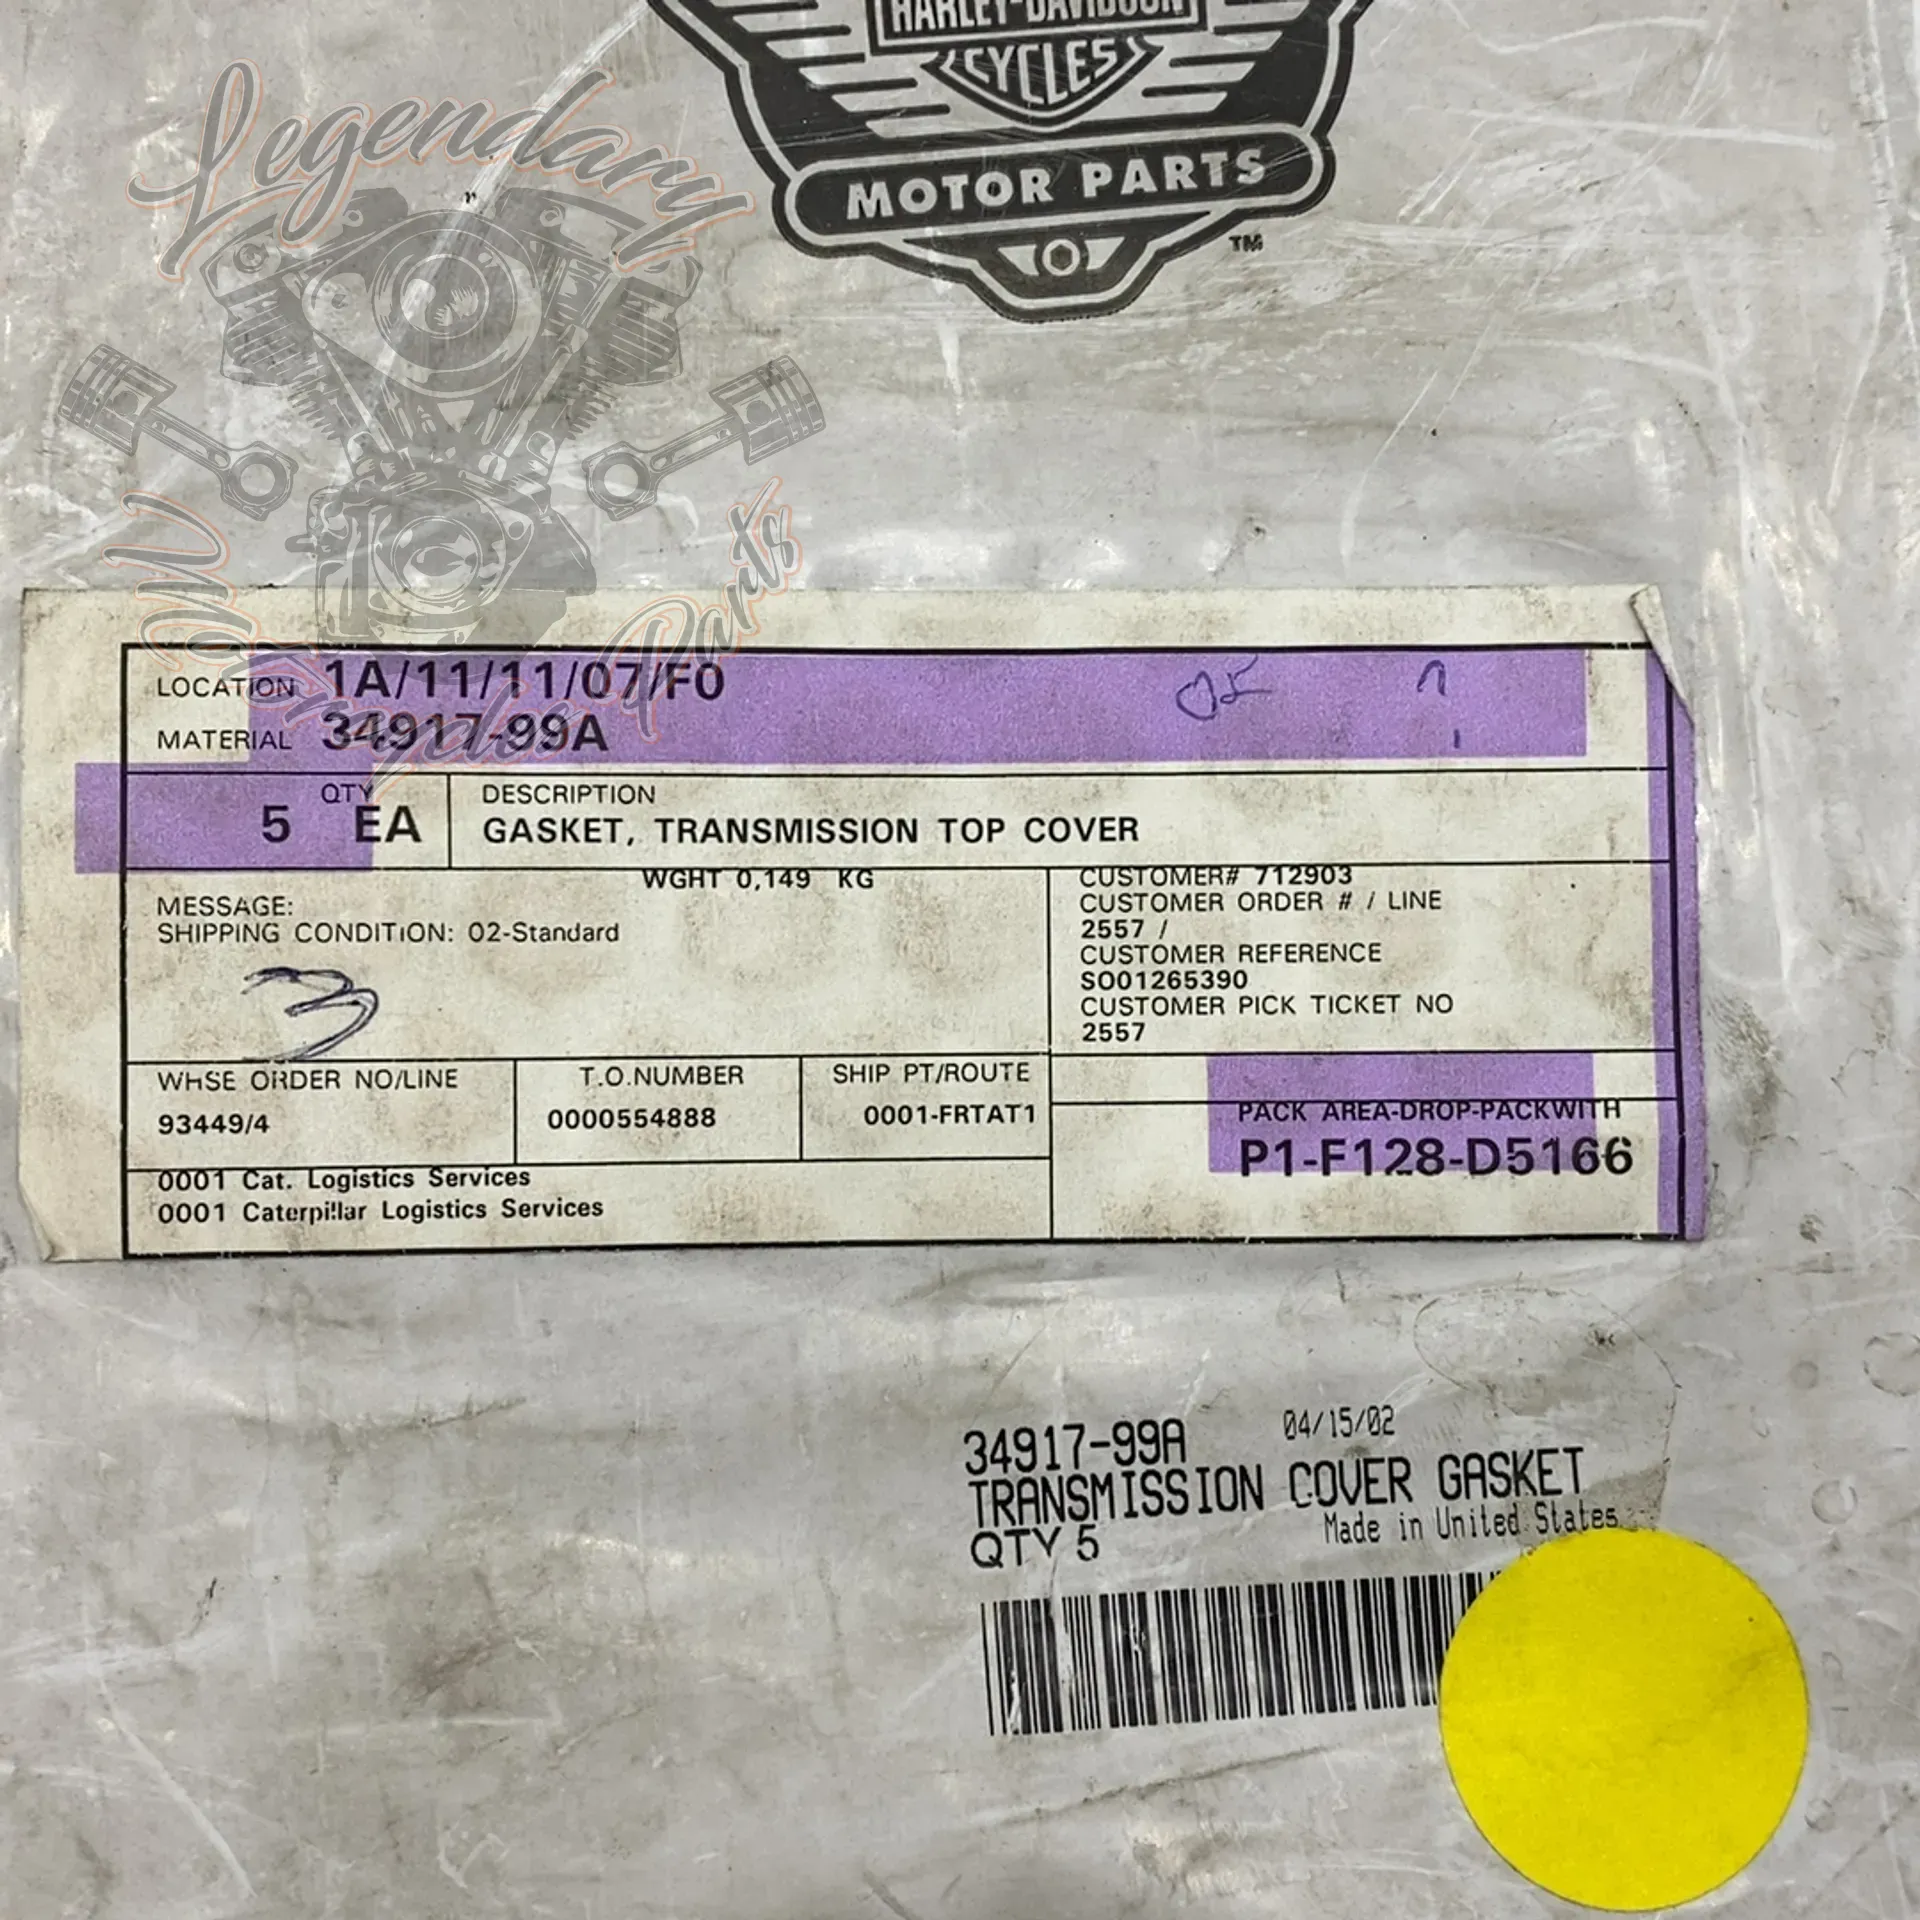 HARLEY-DAVIDSON
CYCLES
MOTOR PARTS
TM
Legendary
Motorcycles Parts
LOCATION 1A/11/11/07/F0
MATERIAL 34917-99A
QTY
5 EA
DESCRIPTION
GASKET, TRANSMISSION TOP COVER
WGHT 0,149 KG
MESSAGE:
SHIPPING CONDITION: 02-Standard
3
CUSTOMER# 712903
CUSTOMER ORDER # / LINE
2557 /
CUSTOMER REFERENCE
SO01265390
CUSTOMER PICK TICKET NO
2557
WHSE ORDER NO/LINE
93449/4
T.O.NUMBER
0000554888
SHIP PT/ROUTE
0001-FRTAT1
PACK AREA-DROP-PACKWITH
P1-F128-D5166
0001 Cat. Logistics Services
0001 Caterpillar Logistics Services
34917-99A 04/15/02
TRANSMISSION COVER GASKET
QTY 5 Made in United States